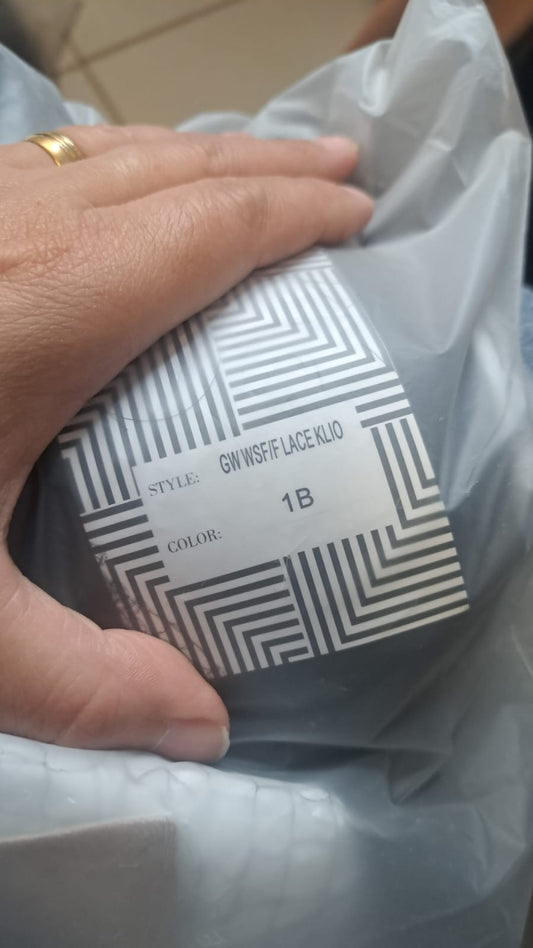 STYLE: GW WSF/F LACE KLIO
1B
COLOR: